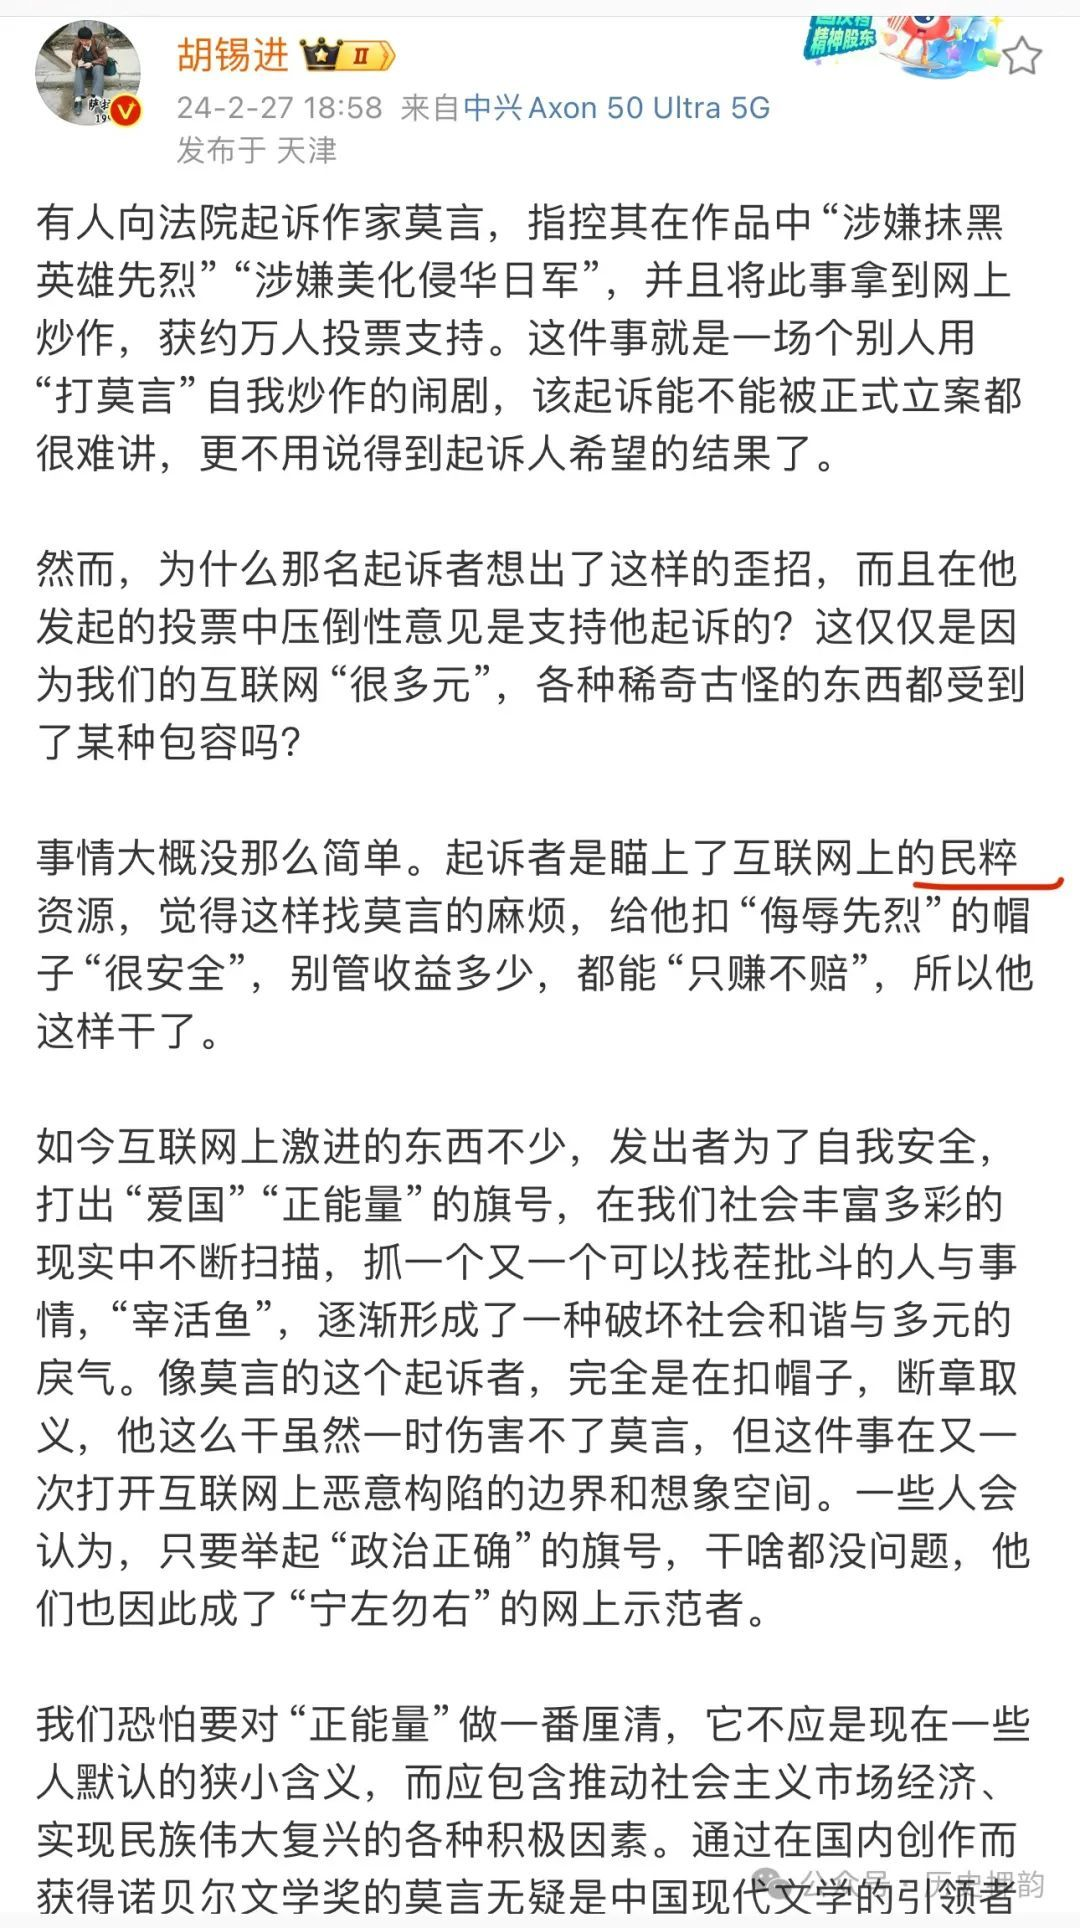 精神股东
胡锡进 II
24-2-27 18:58 来自中兴Axon 50 Ultra 5G
发布于 天津
有人向法院起诉作家莫言，指控其在作品中“涉嫌抹黑
英雄先烈”“涉嫌美化侵华日军”，并且将此事拿到网上
炒作，获约万人投票支持。这件事就是一场个别人用
“打莫言”自我炒作的闹剧，该起诉能不能被正式立案都
很难讲，更不用说得到起诉人希望的结果了。
然而，为什么那名起诉者想出了这样的歪招，而且在他
发起的投票中压倒性意见是支持他起诉的？这仅仅是因
为我们的互联网“很多元”，各种稀奇古怪的东西都受到
了某种包容吗？
事情大概没那么简单。起诉者是瞄上了互联网上的民粹
资源，觉得这样找莫言的麻烦，给他扣“侮辱先烈”的帽
子“很安全”，别管收益多少，都能“只赚不赔”，所以他
这样干了。
如今互联网上激进的东西不少，发出者为了自我安全，
打出“爱国”“正能量”的旗号，在我们社会丰富多彩的
现实中不断扫描，抓一个又一个可以找茬批斗的人与事
情，“宰活鱼”，逐渐形成了一种破坏社会和谐与多元的
戾气。像莫言的这个起诉者，完全是在扣帽子，断章取
义，他这么干虽然一时伤害不了莫言，但这件事在又一
次打开互联网上恶意构陷的边界和想象空间。一些人会
认为，只要举起“政治正确”的旗号，干啥都没问题，他
们也因此成了“宁左勿右”的网上示范者。
我们恐怕要对“正能量”做一番厘清，它不应是现在一些
人默认的狭小含义，而应包含推动社会主义市场经济、
实现民族伟大复兴的各种积极因素。通过在国内创作而
获得诺贝尔文学奖的莫言无疑是中国现代文学的引领者
公众号 · 历史押韵